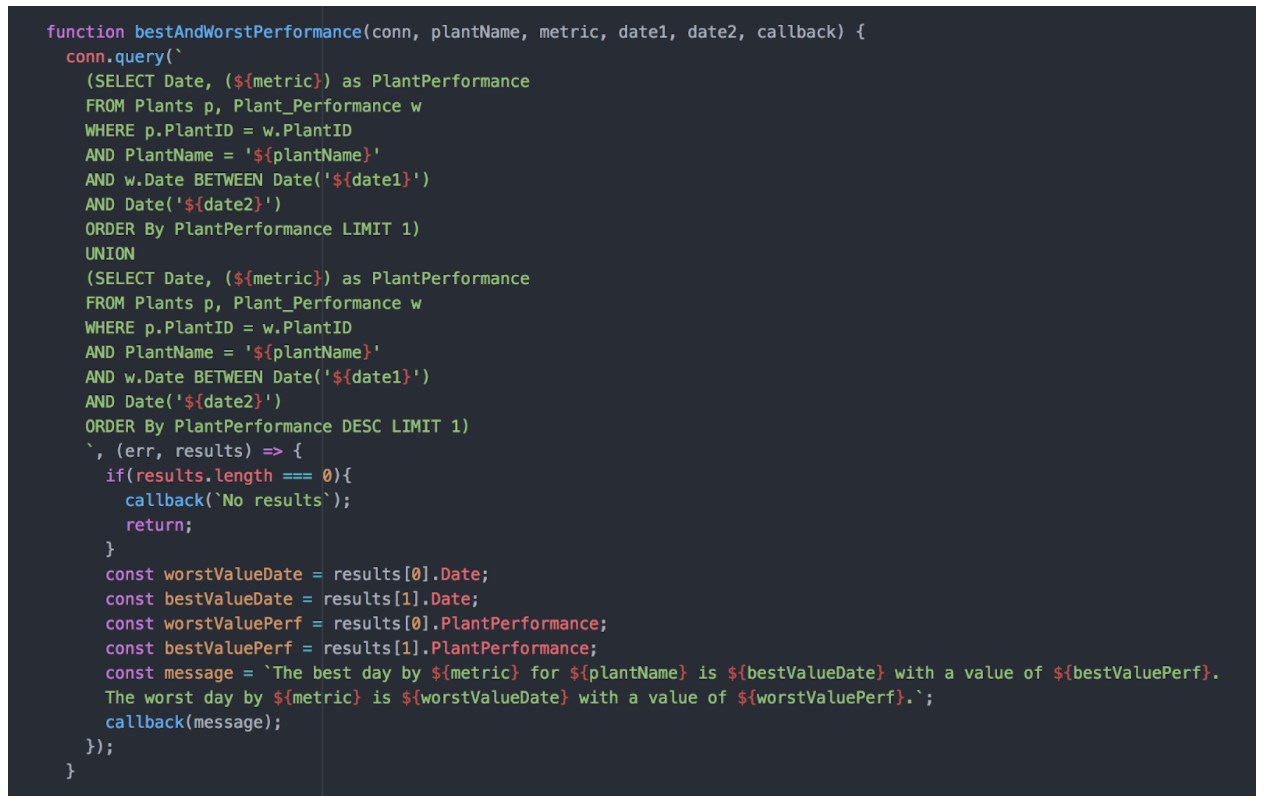 function bestAndWorstPerformance(conn, plantName, metric, date1, date2, callback) {
conn.query(`
(SELECT Date, (${metric}) as PlantPerformance
FROM Plants p, Plant_Performance w
WHERE p.PlantID = w.PlantID
AND PlantName = '${plantName}'
AND w.Date BETWEEN Date('${date1}')
AND Date('${date2}')
ORDER By PlantPerformance LIMIT 1)
UNION
(SELECT Date, (${metric}) as PlantPerformance
FROM Plants p, Plant_Performance w
WHERE p.PlantID = w.PlantID
AND PlantName = '${plantName}'
AND w.Date BETWEEN Date('${date1}')
AND Date('${date2}')
ORDER By PlantPerformance DESC LIMIT 1)
`, (err, results) => {
if(results.length === 0){
callback(`No results`);
return;
}
const worstValueDate = results[0].Date;
const bestValueDate = results[1].Date;
const worstValuePerf = results[0].PlantPerformance;
const bestValuePerf = results[1].PlantPerformance;
const message = `The best day by ${metric} for ${plantName} is ${bestValueDate} with a value of ${bestValuePerf}.
The worst day by ${metric} is ${worstValueDate} with a value of ${worstValuePerf}.`;
callback(message);
});
}